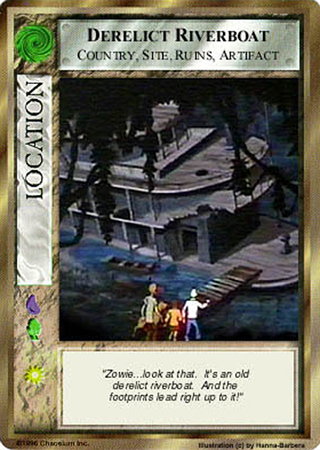 DERELICT RIVERBOAT
COUNTRY, SITE, RUINS, ARTIFACT
LOCATION
"Zowie...look at that. It's an old
derelict riverboat. And the
footprints lead right up to it!"
©1996 Chaosium Inc.
Illustration (c) by Hanna-Barbera